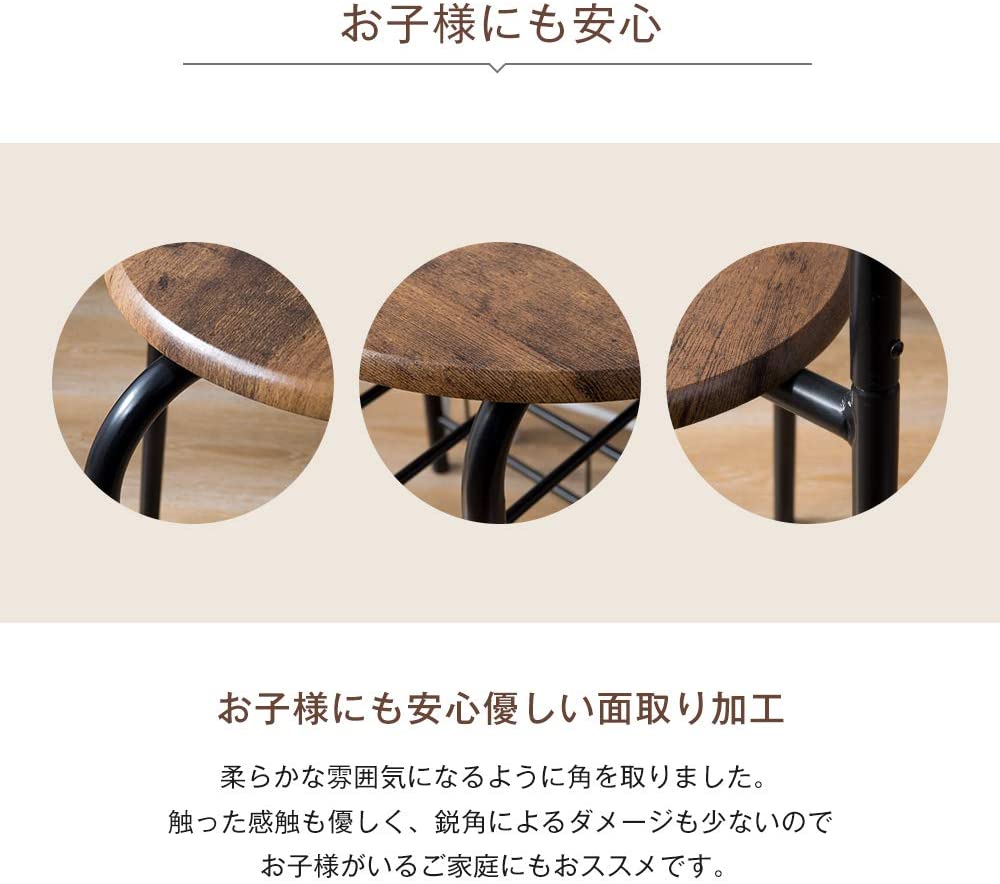 お子様にも安心
お子様にも安心優しい面取り加工
柔らかな雰囲気になるように角を取りました。
触った感触も優しく、鋭角によるダメージも少ないので
お子様がいるご家庭にもおススメです。